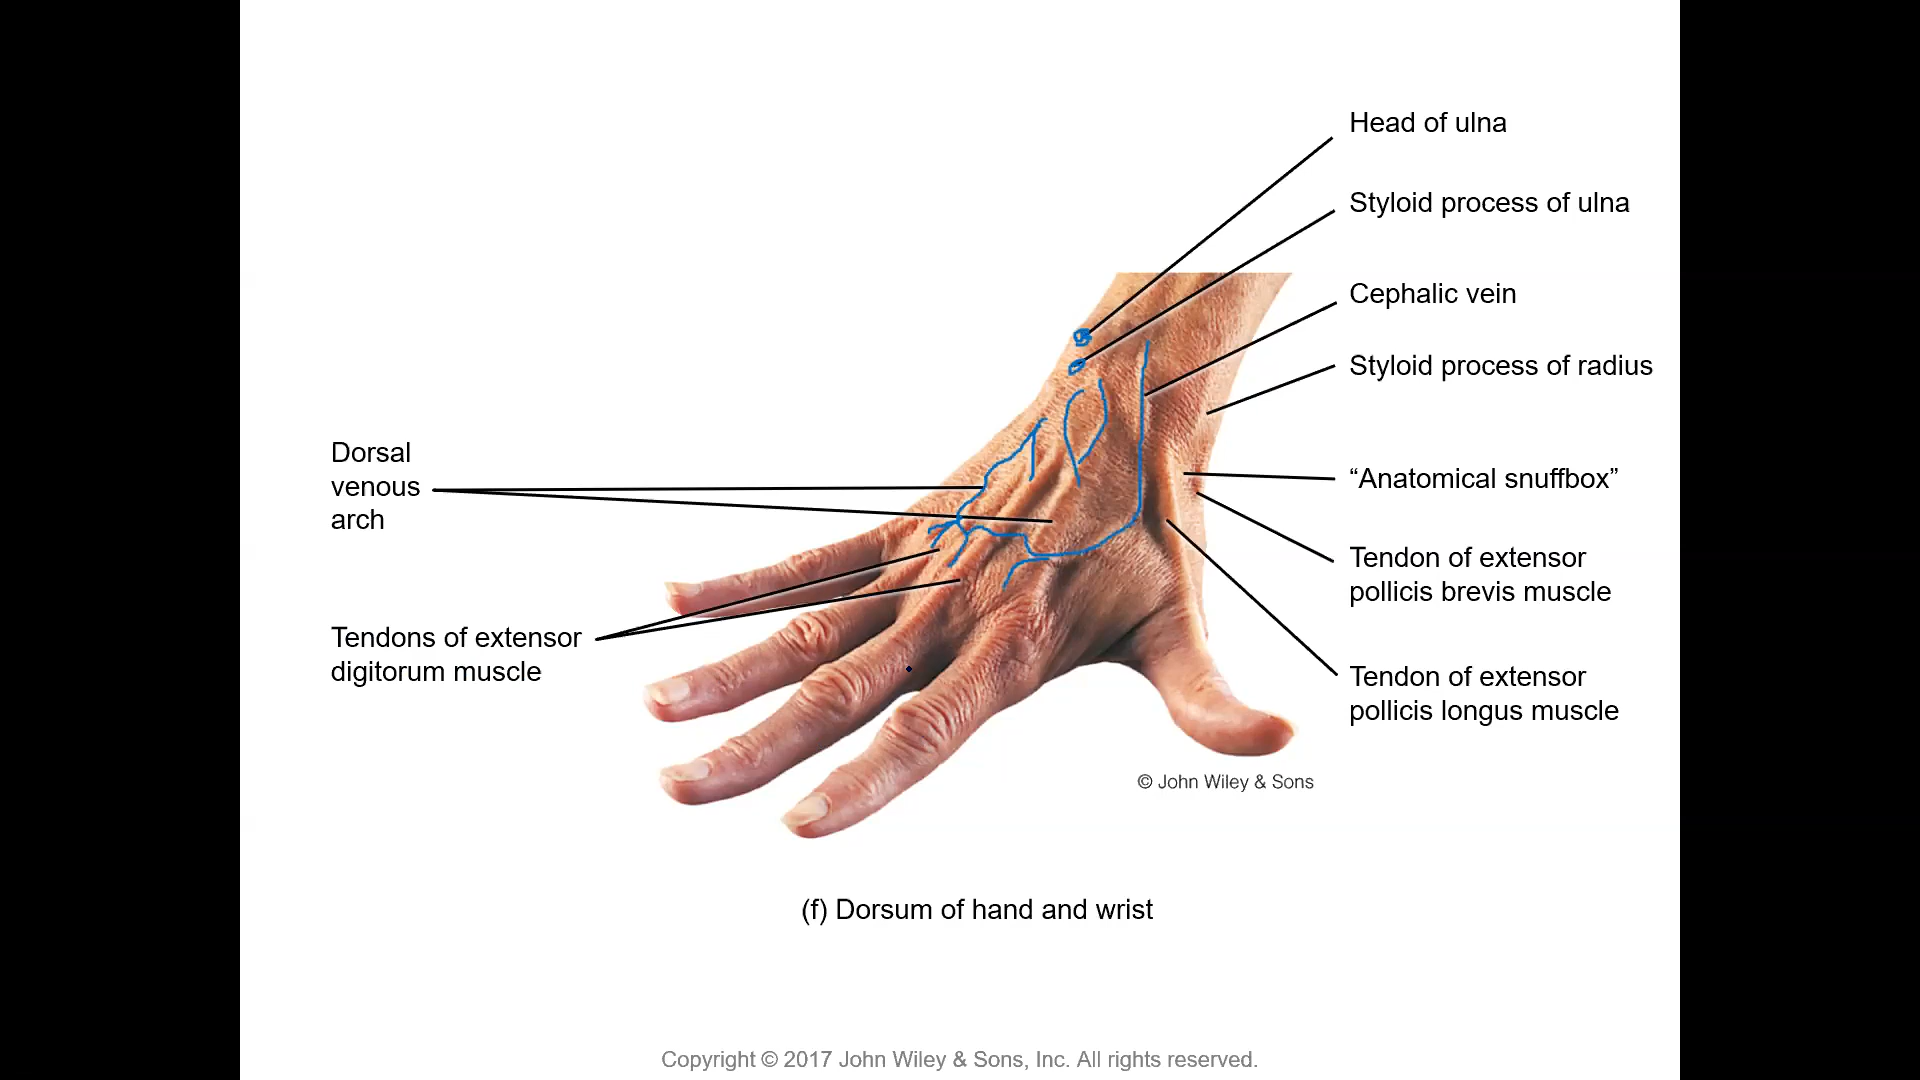 Head of ulna
Styloid process of ulna
Cephalic vein
Styloid process of radius
“Anatomical snuffbox”
Tendon of extensor
pollicis brevis muscle
Tendon of extensor
pollicis longus muscle
Dorsal
venous
arch
Tendons of extensor
digitorum muscle
© John Wiley & Sons
(f) Dorsum of hand and wrist
Copyright © 2017 John Wiley & Sons, Inc. All rights reserved.